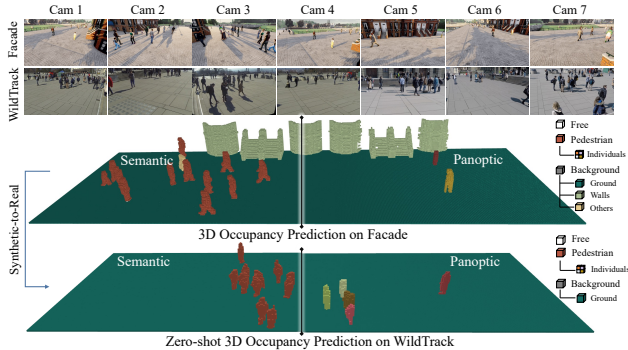 Cam 1 Cam 2 Cam 3 Cam 4 Cam 5 Cam 6 Cam 7
Facade
WildTrack
Semantic
Panoptic
Free
Pedestrian
Individuals
Background
Ground
Walls
Others
3D Occupancy Prediction on Facade
Synthetic-to-Real
Semantic
Panoptic
Free
Pedestrian
Individuals
Background
Ground
Zero-shot 3D Occupancy Prediction on WildTrack